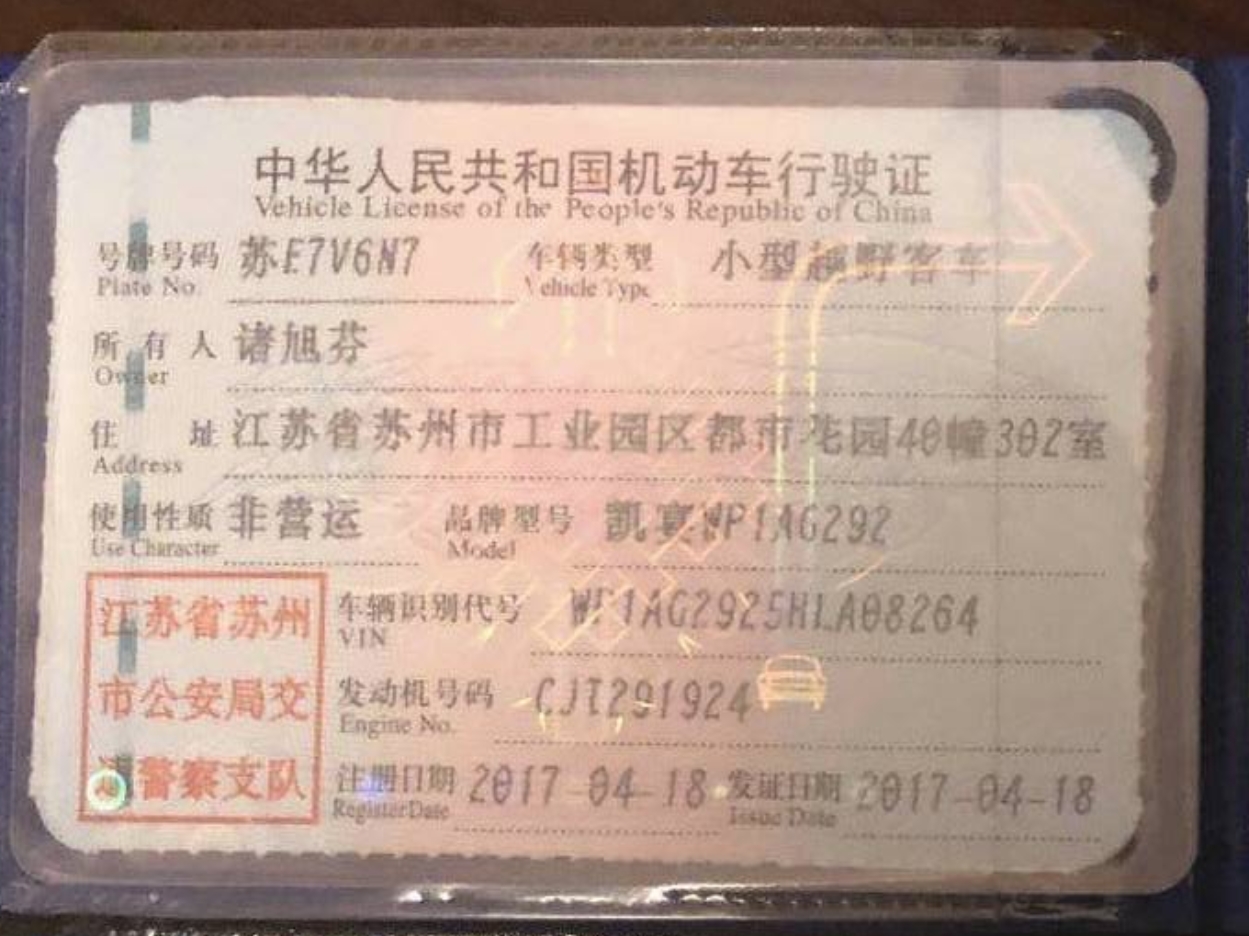 中华人民共和国机动车行驶证
Vehicle License of the People's Republic of China
号牌号码 苏E7V6N7 车辆类型 小型越野客车
Plate No. Vehicle Type
所有人 诸旭芬
Owner
住址 江苏省苏州市工业园区都市花园40幢302室
Address
使用性质 非营运 品牌型号 凯宴WP1AG292
Use Character Model
江苏省苏州
市公安局交
通警察支队
车辆识别代号 WP1AG2925HLA08264
VIN
发动机号码 CJT291924
Engine No.
注册日期 2017-04-18 发证日期 2017-04-18
Register Date Issue Date